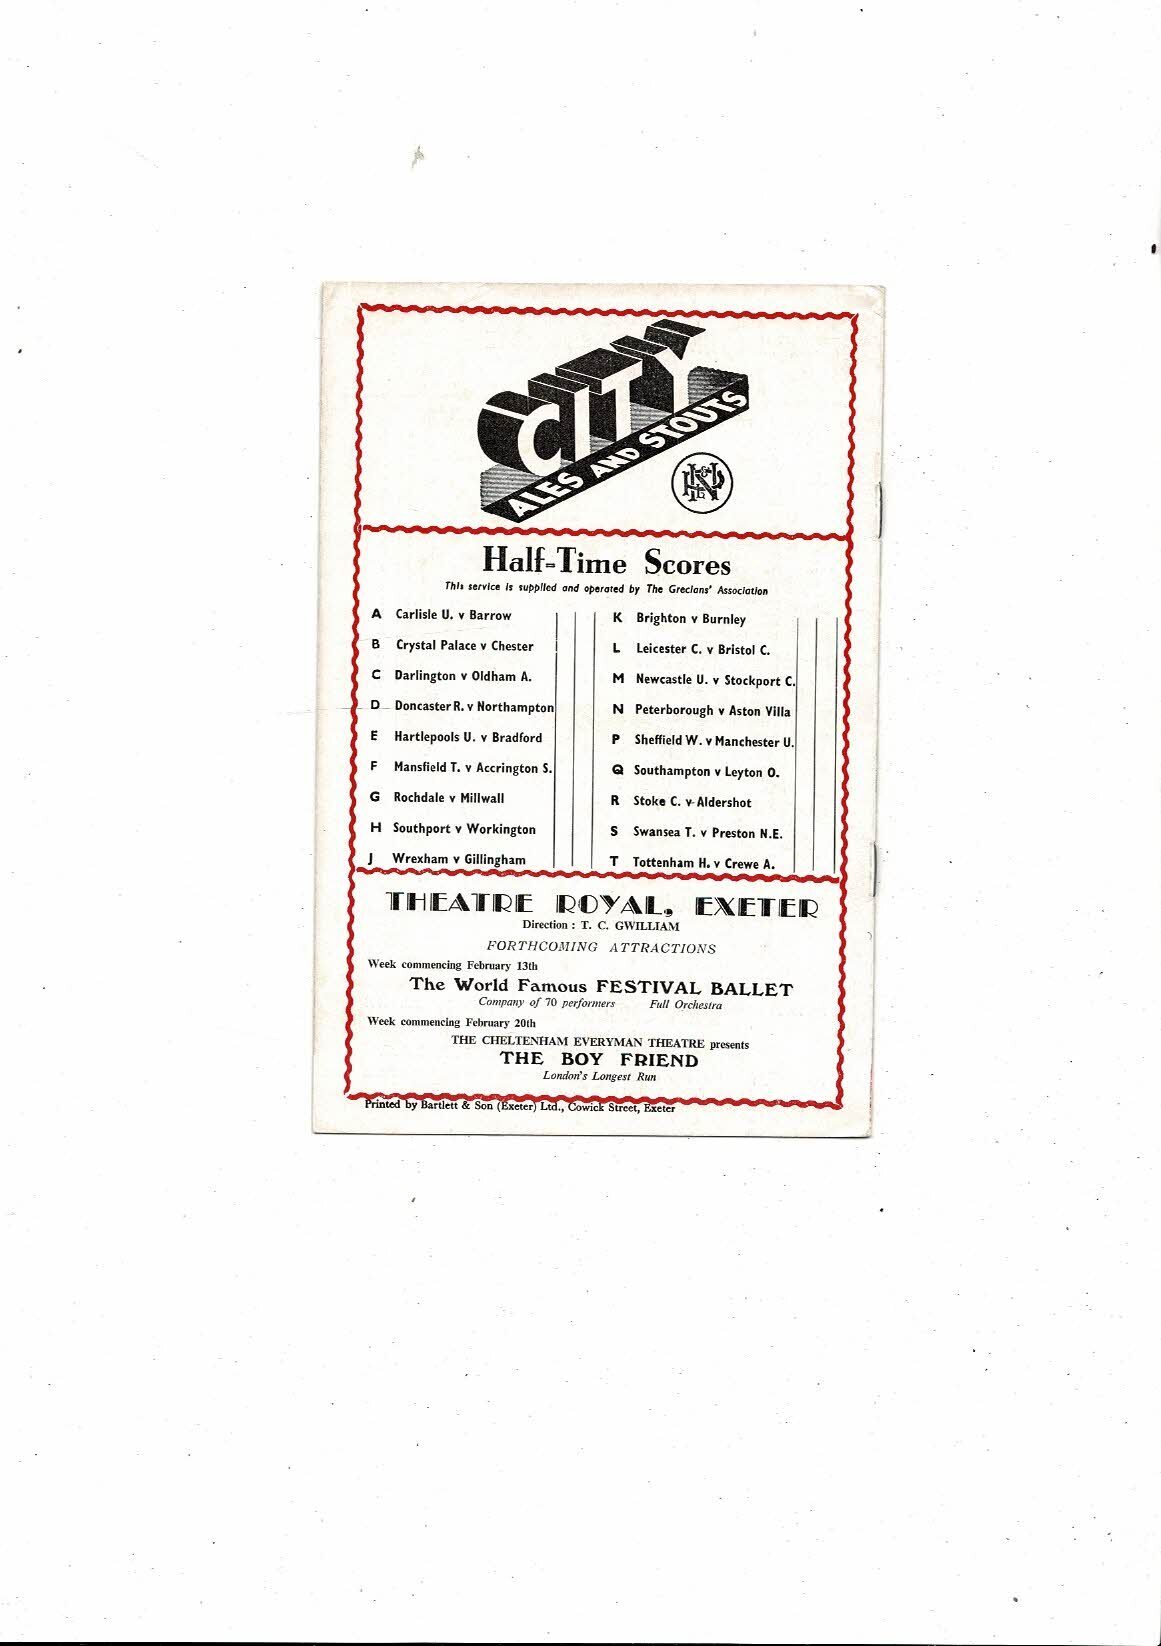 CITY
ALES AND STOUTS
Half-Time Scores
This service is supplied and operated by The Grecians' Association
A Carlisle U. v Barrow
B Crystal Palace v Chester
C Darlington v Oldham A.
D Doncaster R. v Northampton
E Hartlepools U. v Bradford
F Mansfield T. v Accrington S.
G Rochdale v Millwall
H Southport v Workington
J Wrexham v Gillingham
K Brighton v Burnley
L Leicester C. v Bristol C.
M Newcastle U. v Stockport C.
N Peterborough v Aston Villa
P Sheffield W. v Manchester U.
Q Southampton v Leyton O.
R Stoke C. v Aldershot
S Swansea T. v Preston N.E.
T Tottenham H. v Crewe A.
THEATRE ROYAL, EXETER
Direction : T. C. GWILLIAM
FORTHCOMING ATTRACTIONS
Week commencing February 13th
The World Famous FESTIVAL BALLET
Company of 70 performers Full Orchestra
Week commencing February 20th
THE CHELTENHAM EVERYMAN THEATRE presents
THE BOY FRIEND
London's Longest Run
Printed by Bartlett & Son (Exeter) Ltd., Cowick Street, Exeter